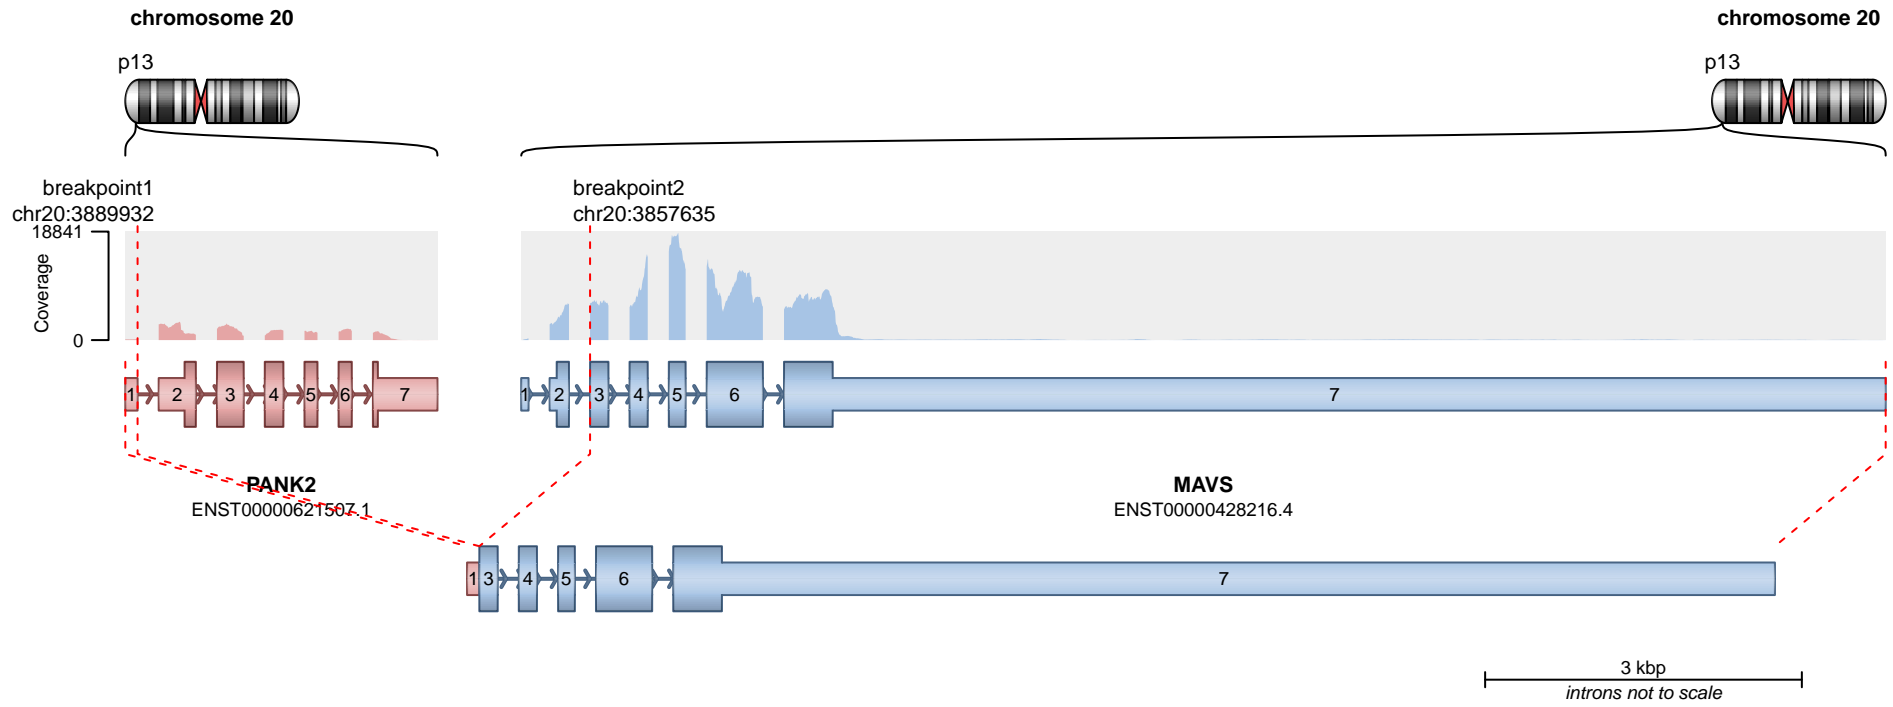 chromosome 20
chromosome 20
p13
p13
breakpoint1
chr20:3889932
breakpoint2
chr20:3857635
18841
Coverage
0
1 2 3 4 5 6 7
1 2 3 4 5 6 7
PANK2
ENST00000621507.1
MAVS
ENST00000428216.4
1 3 4 5 6 7
3 kbp
introns not to scale